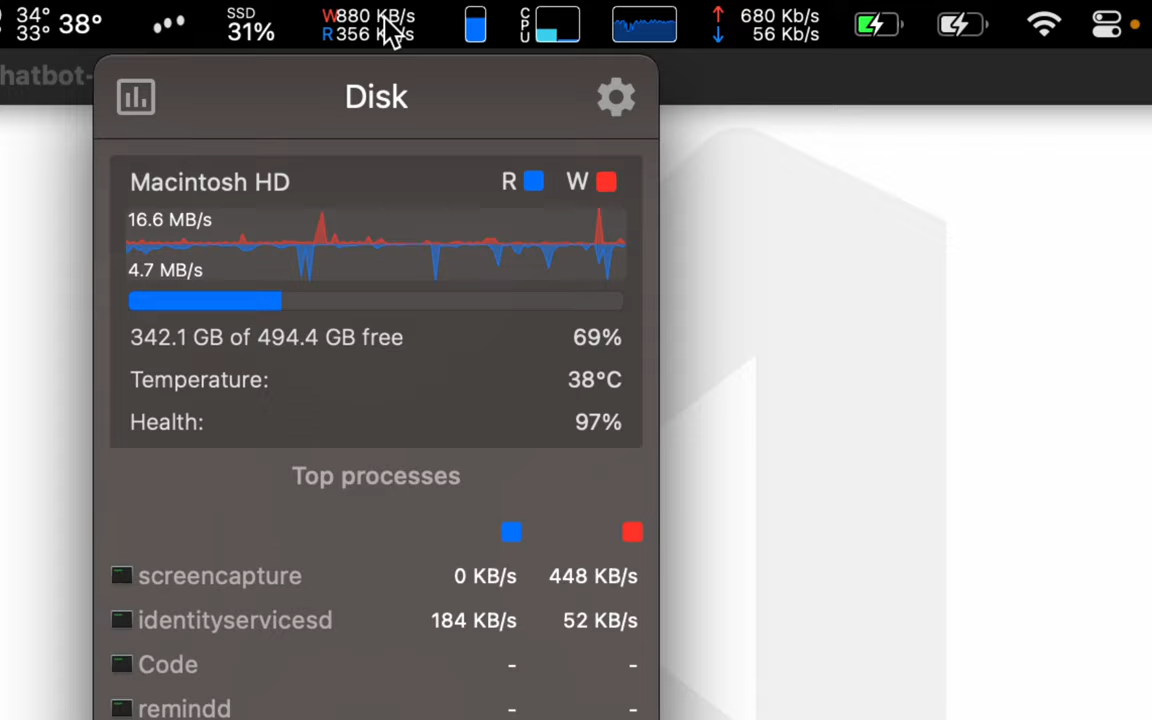 34° 33° 38° SSD 31% W880 KB/s R356 CPU 680 Kb/s 56 Kb/s
hatbot-
Disk
Macintosh HD R W
16.6 MB/s
4.7 MB/s
342.1 GB of 494.4 GB free 69%
Temperature: 38°C
Health: 97%
Top processes
screencapture 0 KB/s 448 KB/s
identityservicesd 184 KB/s 52 KB/s
Code - -
remindd - -